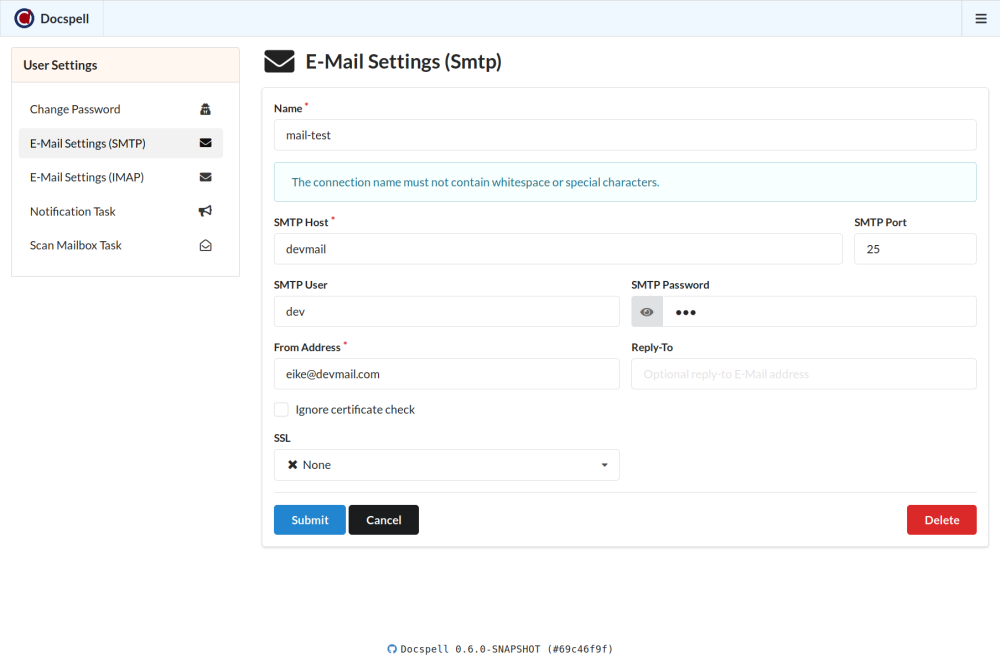 Docspell
User Settings
Change Password
E-Mail Settings (SMTP)
E-Mail Settings (IMAP)
Notification Task
Scan Mailbox Task
E-Mail Settings (Smtp)
Name *
mail-test
The connection name must not contain whitespace or special characters.
SMTP Host * SMTP Port
devmail 25
SMTP User SMTP Password
dev •••
From Address * Reply-To
eike@devmail.com Optional reply-to E-Mail address
Ignore certificate check
SSL
None
Submit Cancel Delete
Docspell 0.6.0-SNAPSHOT (#69c46f9f)